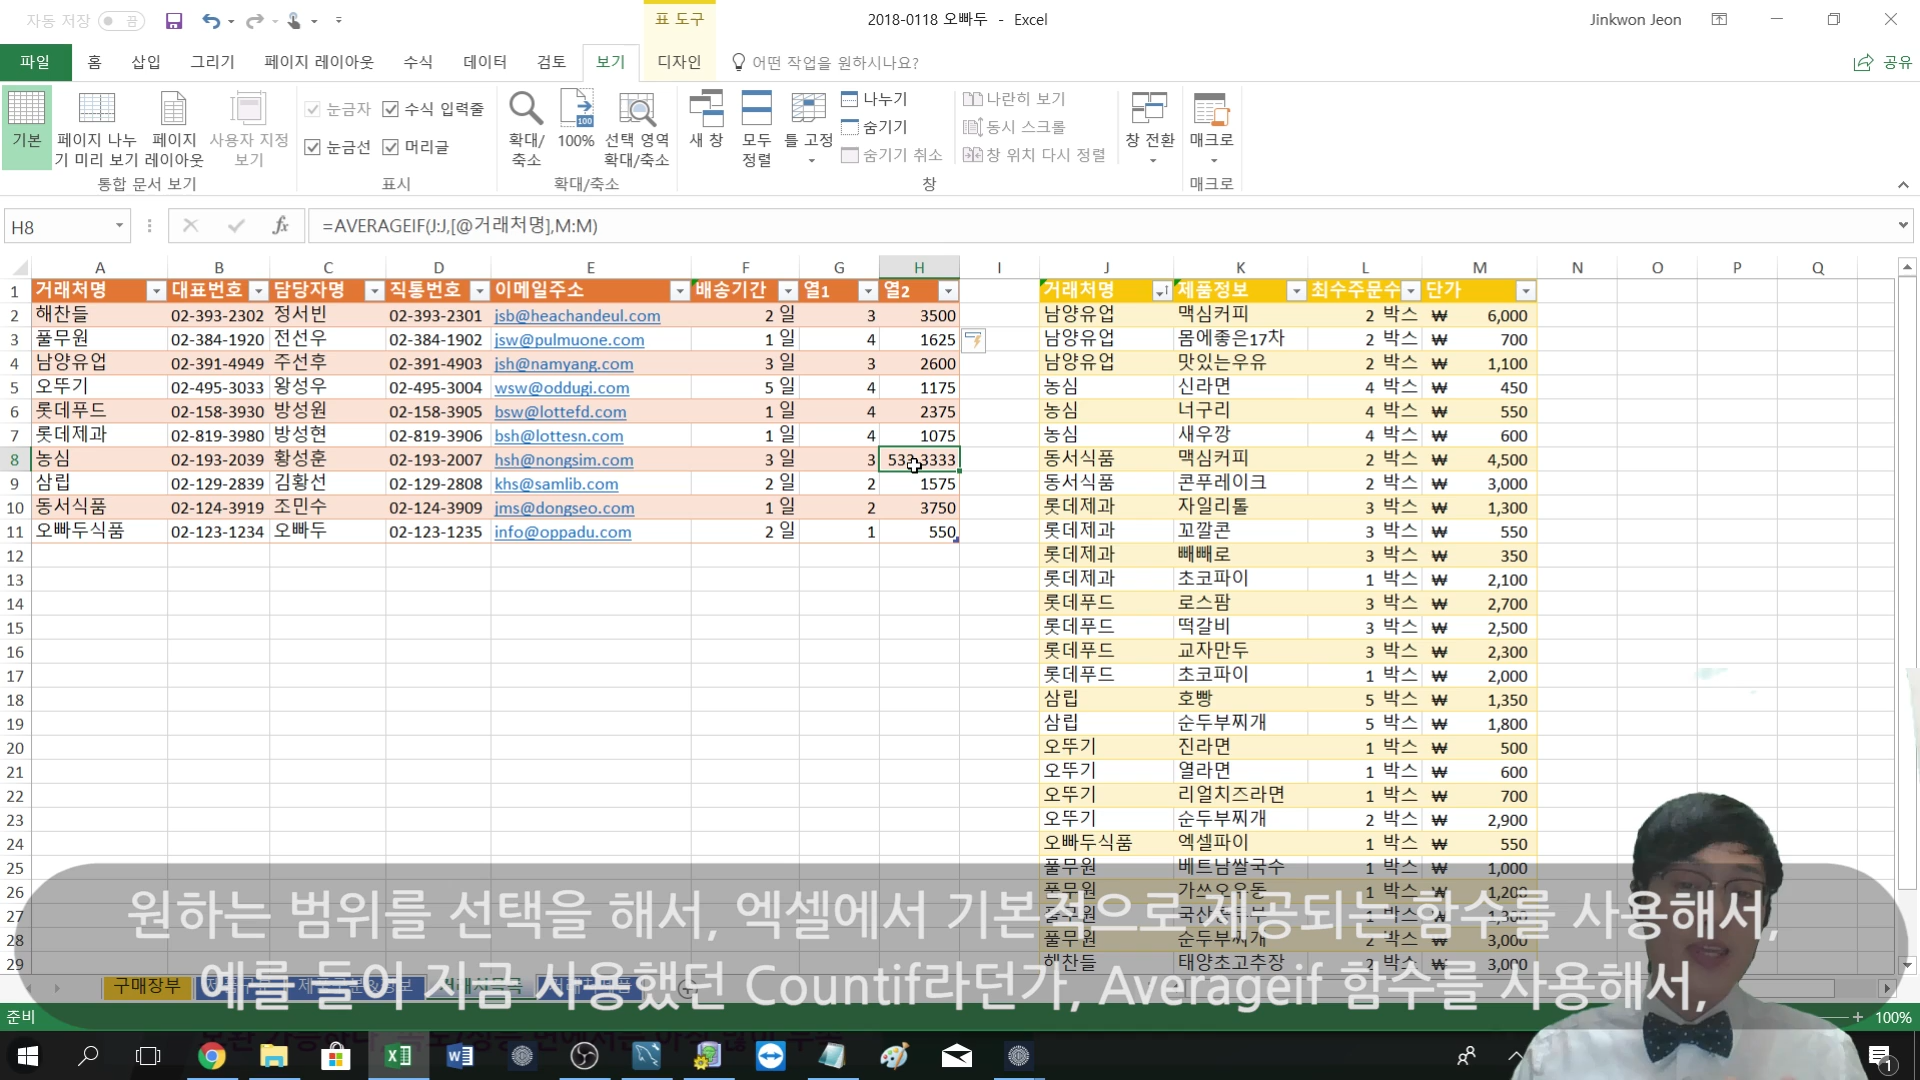 자동 저장 끔
표 도구
2018-0118 오빠두 - Excel
Jinkwon Jeon
파일 홈 삽입 그리기 페이지 레이아웃 수식 데이터 검토 보기 디자인 어떤 작업을 원하시나요? 공유
기본
페이지 나누기 미리 보기
페이지 레이아웃
사용자 지정 보기
통합 문서 보기
눈금자 수식 입력줄
눈금선 머리글
표시
확대/축소
100%
선택 영역 확대/축소
확대/축소
새 창
모두 정렬
틀 고정
나누기
숨기기
숨기기 취소
나란히 보기
동시 스크롤
창 위치 다시 정렬
창 전환
창
매크로
매크로
H8 fx =AVERAGEIF(J:J,[@거래처명],M:M)
A B C D E F G H I J K L M N O P Q
1 거래처명 대표번호 담당자명 직통번호 이메일주소 배송기간 열1 열2 거래처명 제품정보 최수주문수 단가
2 해찬들 02-393-2302 정서빈 02-393-2301 jsb@heachandeul.com 2 일 3 3500 남양유업 맥심커피 2 박스 ₩ 6,000
3 풀무원 02-384-1920 전선우 02-384-1902 jsw@pulmuone.com 1 일 4 1625 남양유업 몸에좋은17차 2 박스 ₩ 700
4 남양유업 02-391-4949 주선후 02-391-4903 jsh@namyang.com 3 일 3 2600 남양유업 맛있는우유 2 박스 ₩ 1,100
5 오뚜기 02-495-3033 왕성우 02-495-3004 wsw@oddugi.com 5 일 4 1175 농심 신라면 4 박스 ₩ 450
6 롯데푸드 02-158-3930 방성원 02-158-3905 bsw@lottefd.com 1 일 4 2375 농심 너구리 4 박스 ₩ 550
7 롯데제과 02-819-3980 방성현 02-819-3906 bsh@lottesn.com 1 일 4 1075 농심 새우깡 4 박스 ₩ 600
8 농심 02-193-2039 황성훈 02-193-2007 hsh@nongsim.com 3 일 3 533.3333 동서식품 맥심커피 2 박스 ₩ 4,500
9 삼립 02-129-2839 김황선 02-129-2808 khs@samlib.com 2 일 2 1575 동서식품 콘푸레이크 2 박스 ₩ 3,000
10 동서식품 02-124-3919 조민수 02-124-3909 jms@dongseo.com 1 일 2 3750 롯데제과 자일리톨 3 박스 ₩ 1,300
11 오빠두식품 02-123-1234 오빠두 02-123-1235 info@oppadu.com 2 일 1 550 롯데제과 꼬깔콘 3 박스 ₩ 550
12 롯데제과 빼빼로 3 박스 ₩ 350
13 롯데제과 초코파이 1 박스 ₩ 2,100
14 롯데푸드 로스팜 3 박스 ₩ 2,700
15 롯데푸드 떡갈비 3 박스 ₩ 2,500
16 롯데푸드 교자만두 3 박스 ₩ 2,300
17 롯데푸드 초코파이 1 박스 ₩ 2,000
18 삼립 호빵 5 박스 ₩ 1,350
19 삼립 순두부찌개 5 박스 ₩ 1,800
20 오뚜기 진라면 1 박스 ₩ 500
21 오뚜기 열라면 1 박스 ₩ 600
22 오뚜기 리얼치즈라면 1 박스 ₩ 700
23 오뚜기 순두부찌개 2 박스 ₩ 2,900
24 오빠두식품 엑셀파이 1 박스 ₩ 550
25 풀무원 베트남쌀국수 1 박스 ₩ 1,000
26 풀무원 가쓰오우동 1 박스 ₩ 1,200
27 풀무원 1 박스 ₩
28 풀무원 순두부찌개 2 박스 ₩ 3,000
29 해찬들 태양초고추장 2 박스 ₩ 3,000
원하는 범위를 선택을 해서, 엑셀에서 기본적으로 제공되는 함수를 사용해서,
예를 들어 지금 사용했던 Countif라던가, Averageif 함수를 사용해서,
구매장부
준비
100%
1